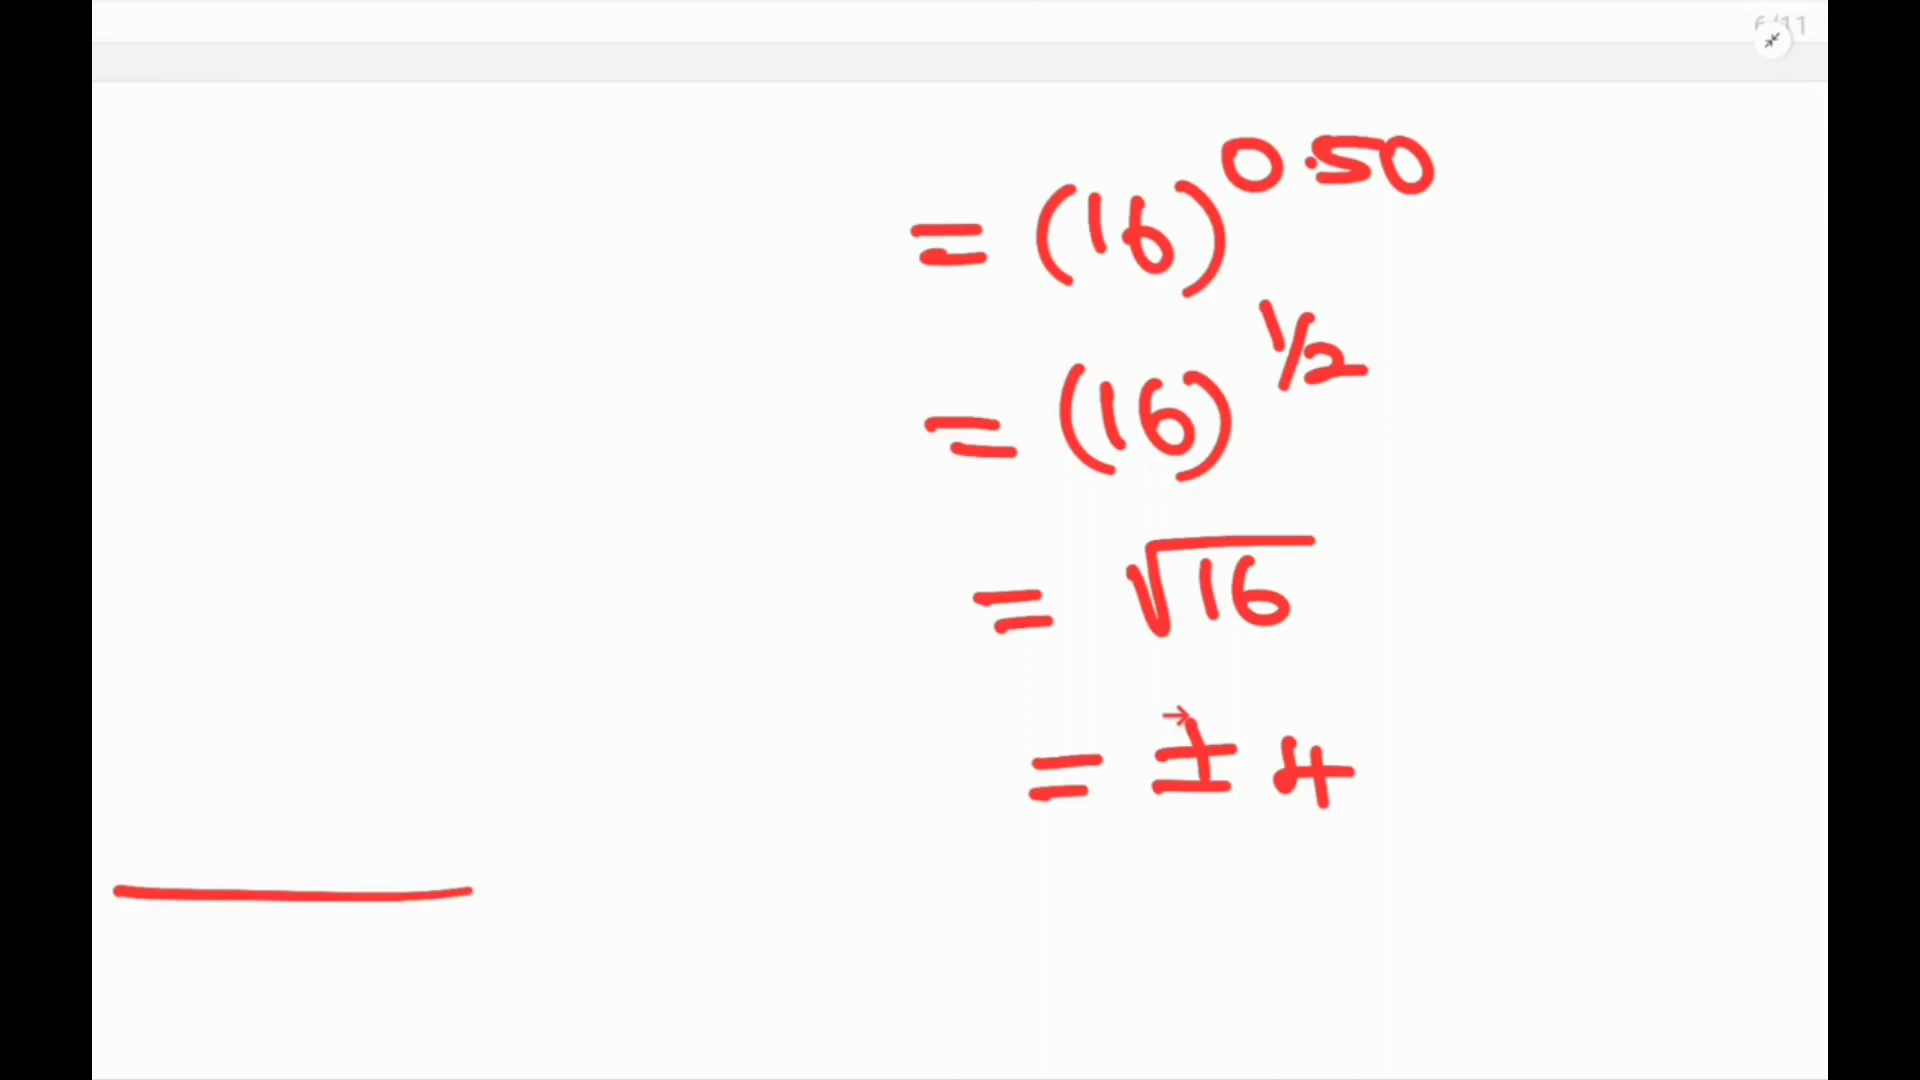 = (16)^0.50
= (16)^1/2
= √16
= ± 4